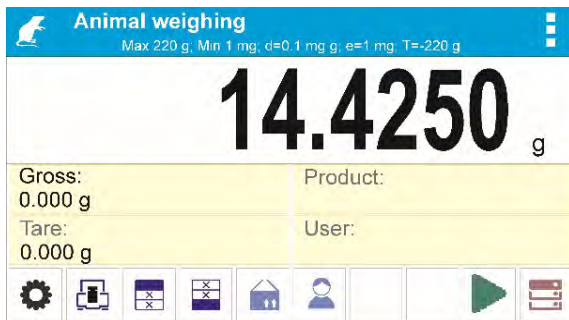 Animal weighing
Max 220 g; Min 1 mg; d=0.1 mg g; e=1 mg; T=-220 g
14.4250 g
Gross:
0.000 g
Product:
Tare:
0.000 g
User: